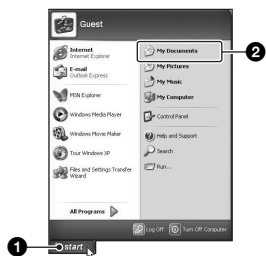 Guest
Internet
Internet Explorer
E-mail
Outlook Express
MSN Explorer
Windows Media Player
Windows Movie Maker
Tour Windows XP
Files and Settings Transfer
Wizard
All Programs
My Documents
My Pictures
My Music
My Computer
Control Panel
Help and Support
Search
Run...
Log Off
Turn Off Computer
start
1
2